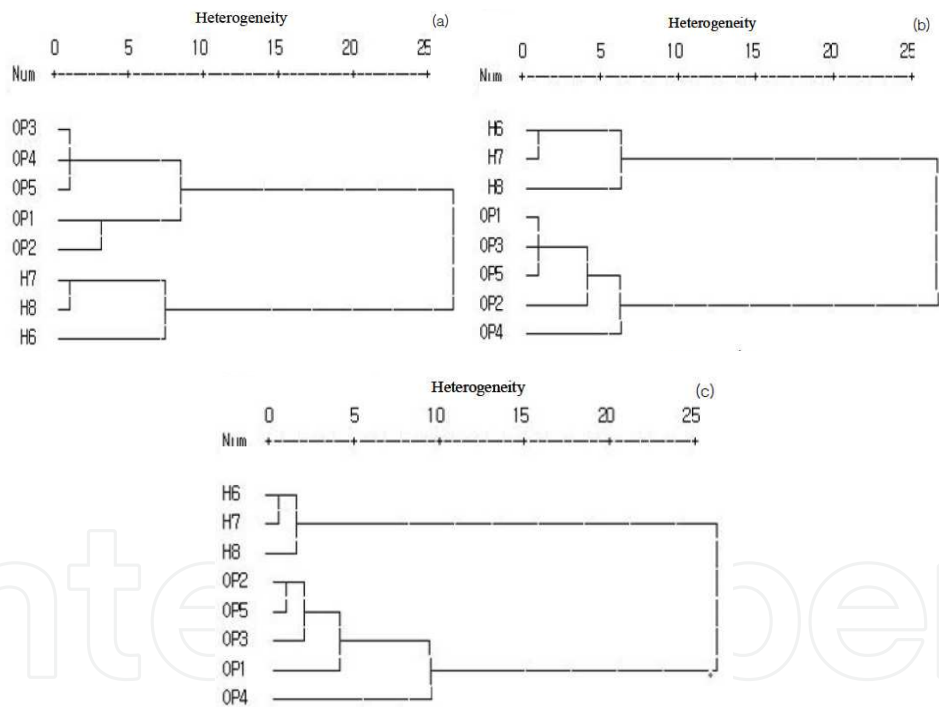 Heterogeneity (a)
0 5 10 15 20 25
Num
OP3
OP4
OP5
OP1
OP2
H7
H8
H6
Heterogeneity (b)
0 5 10 15 20 25
Num
H6
H7
H8
OP1
OP3
OP5
OP2
OP4
Heterogeneity (c)
0 5 10 15 20 25
Num
H6
H7
H8
OP2
OP5
OP3
OP1
OP4